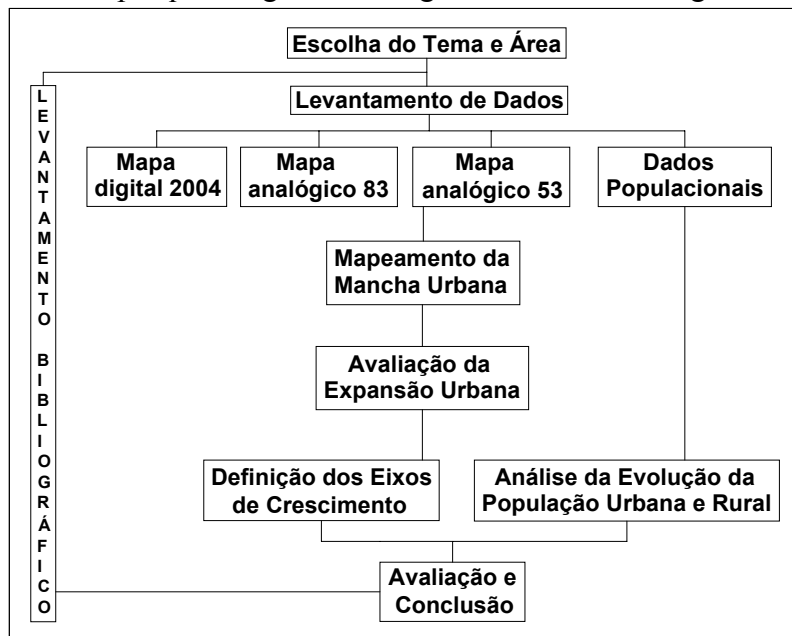 Escolha do Tema e Área
LEVANTAMENTO BIBLIOGRÁFICO
Levantamento de Dados
Mapa
digital 2004
Mapa
analógico 83
Mapa
analógico 53
Dados
Populacionais
Mapeamento da
Mancha Urbana
Avaliação da
Expansão Urbana
Definição dos Eixos
de Crescimento
Análise da Evolução da
População Urbana e Rural
Avaliação e
Conclusão